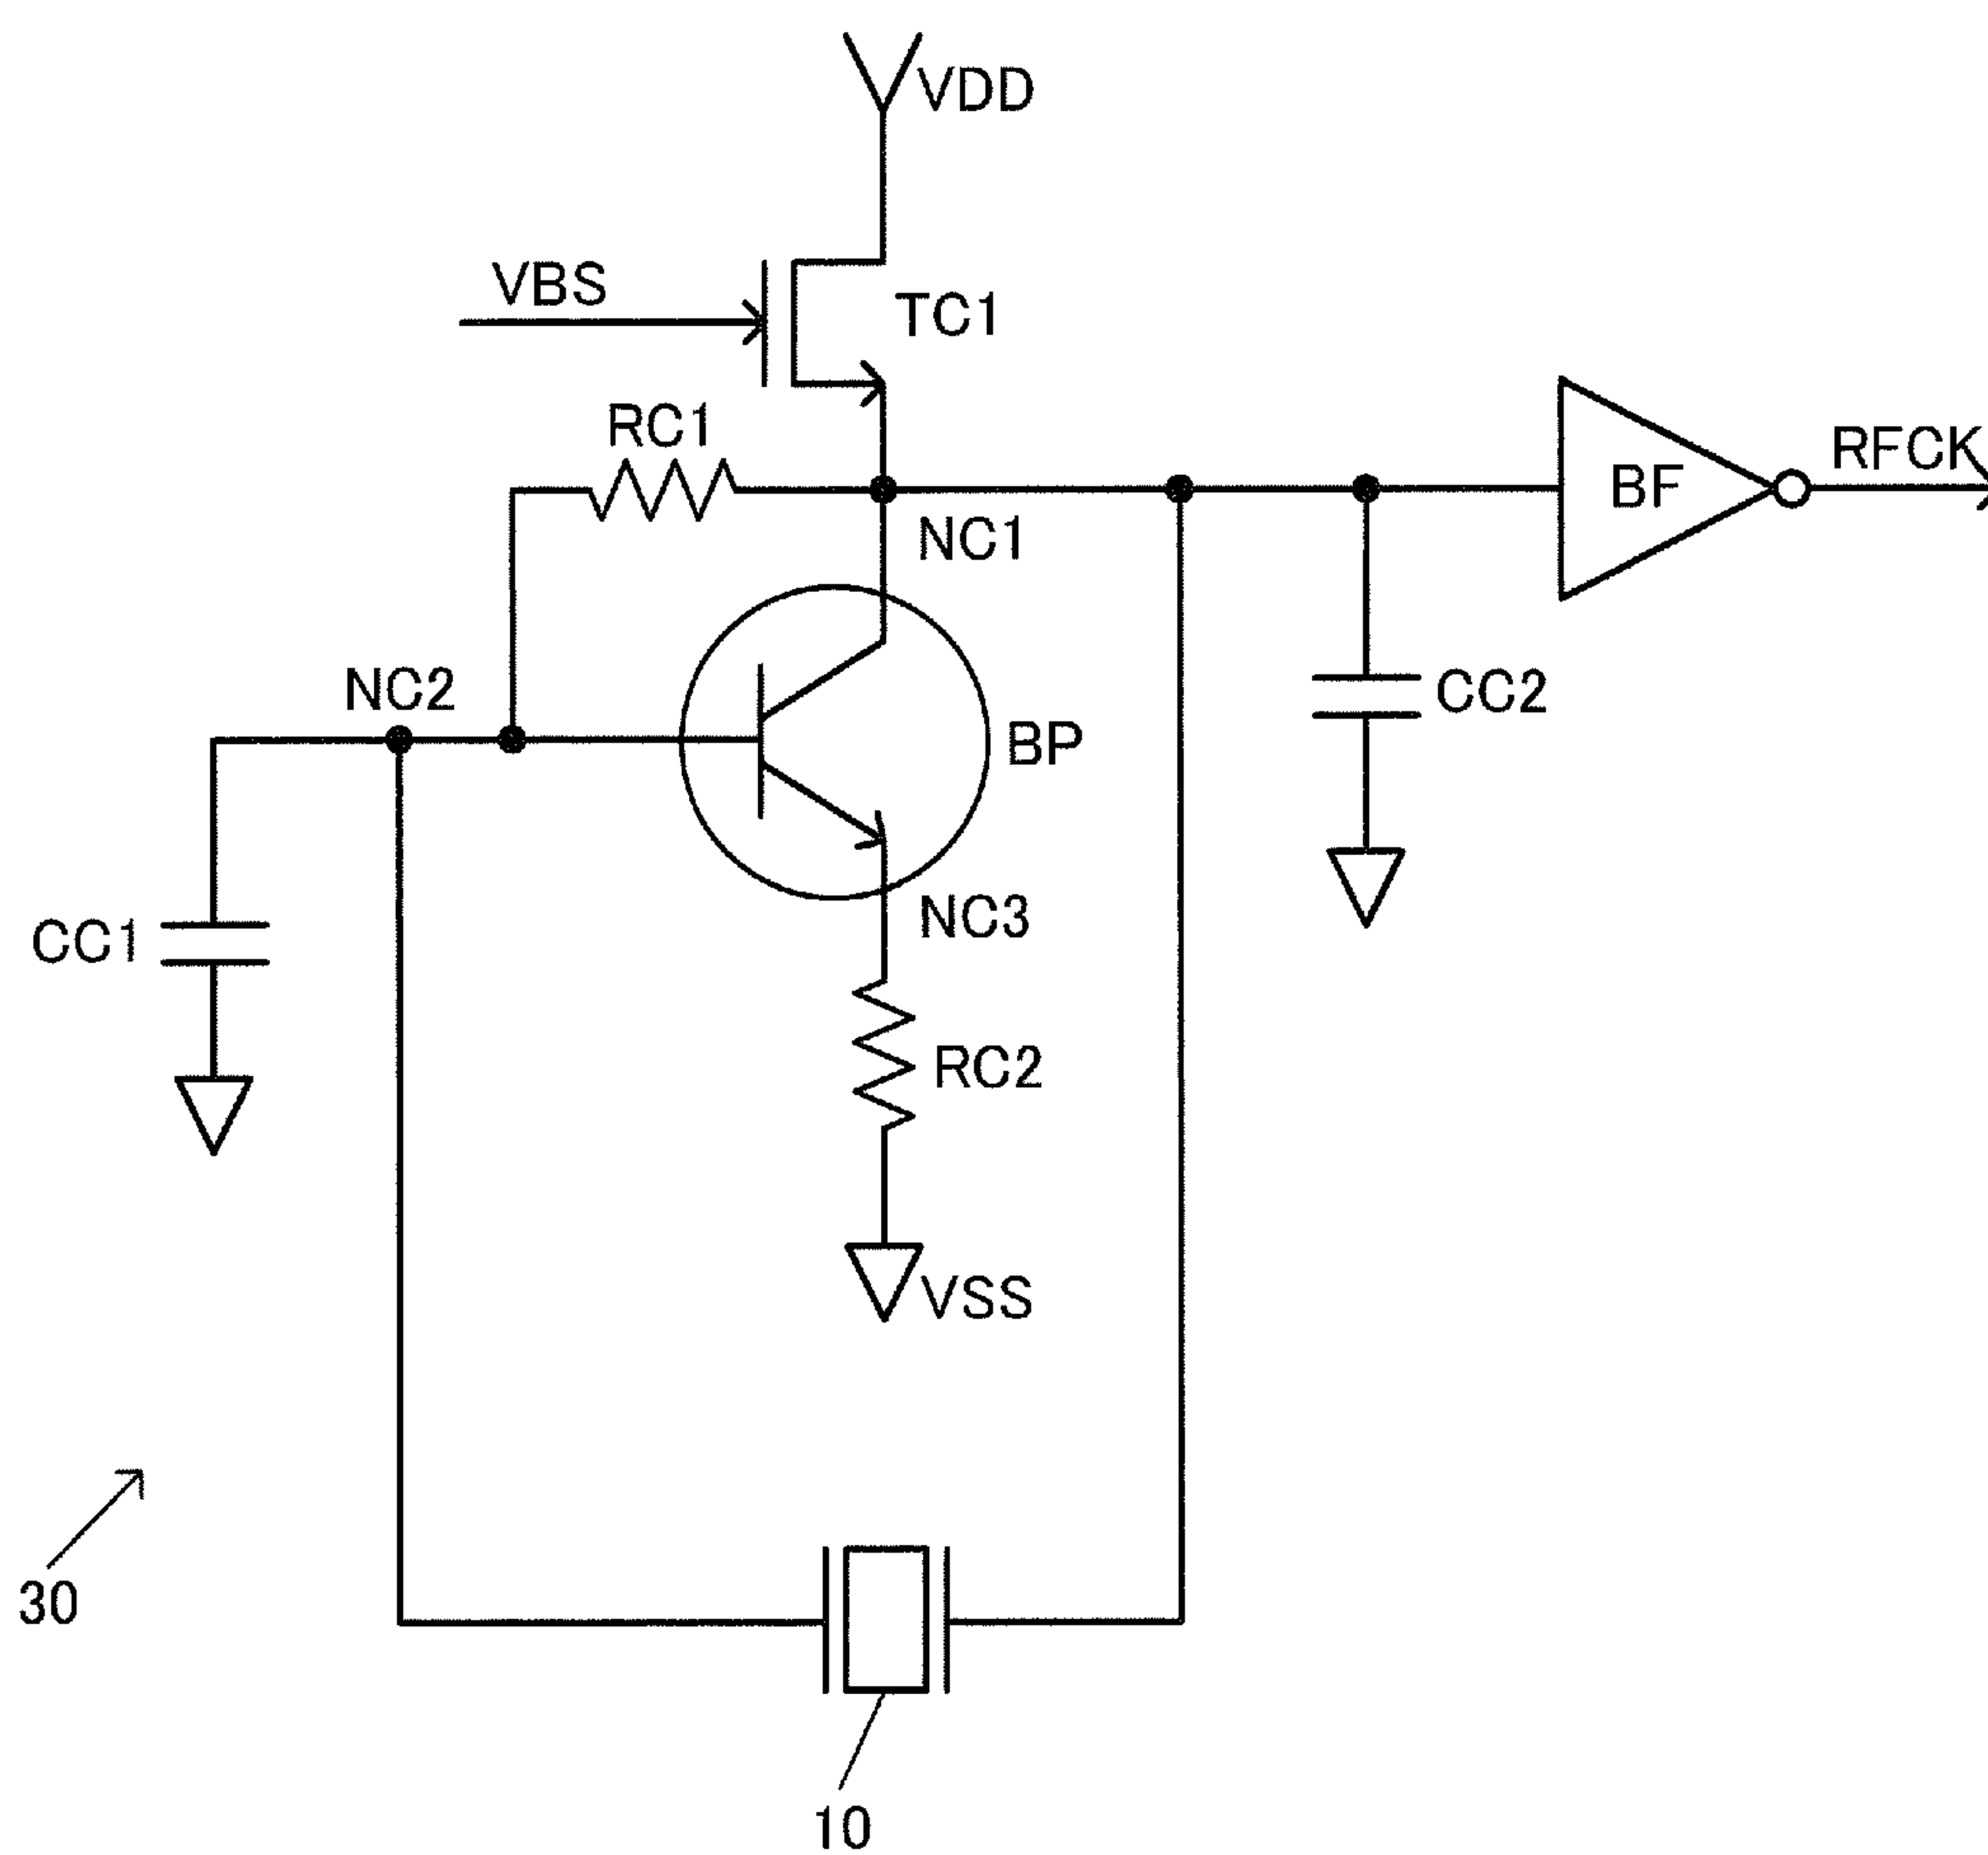 VDD
VBS
TC1
RC1
RFCK
BF
NC1
NC2
CC2
BP
NC3
CC1
RC2
VSS
30
10